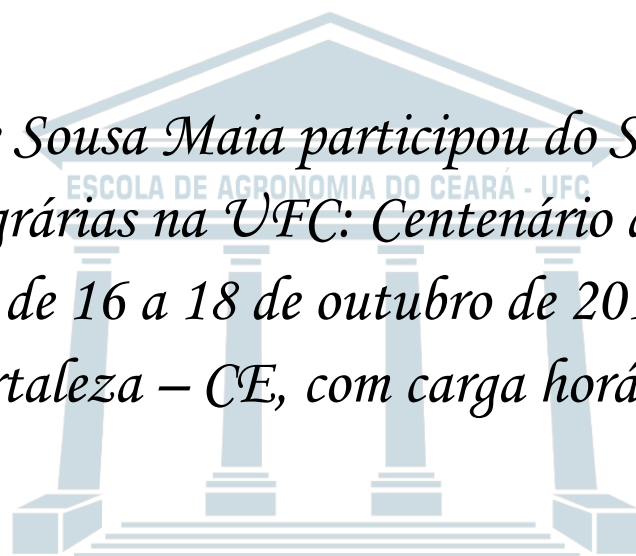 Sousa Maia participou do S
ESCOLA DE AGRONOMIA DO CEARÁ - UFC
grárias na UFC: Centenário
de 16 a 18 de outubro de 201
rtaleza – CE, com carga horá